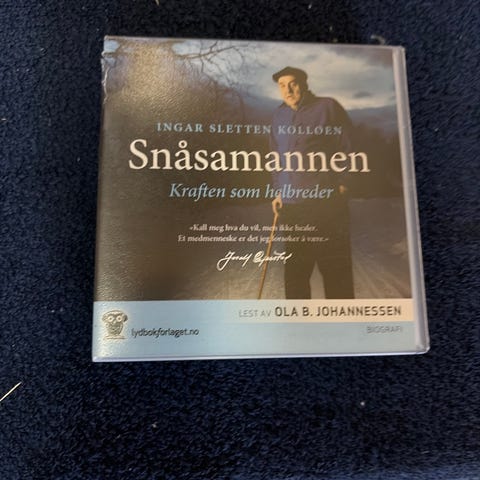 INGAR SLETTEN KOLLOEN
Snåsamannen
Kraften som helbreder
«Kall meg hva du vil, men ikke healer.
Et medmenneske er det jeg forsøker å være.»
LEST AV OLA B. JOHANNESSEN
lydbokforlaget.no
BIOGRAFI